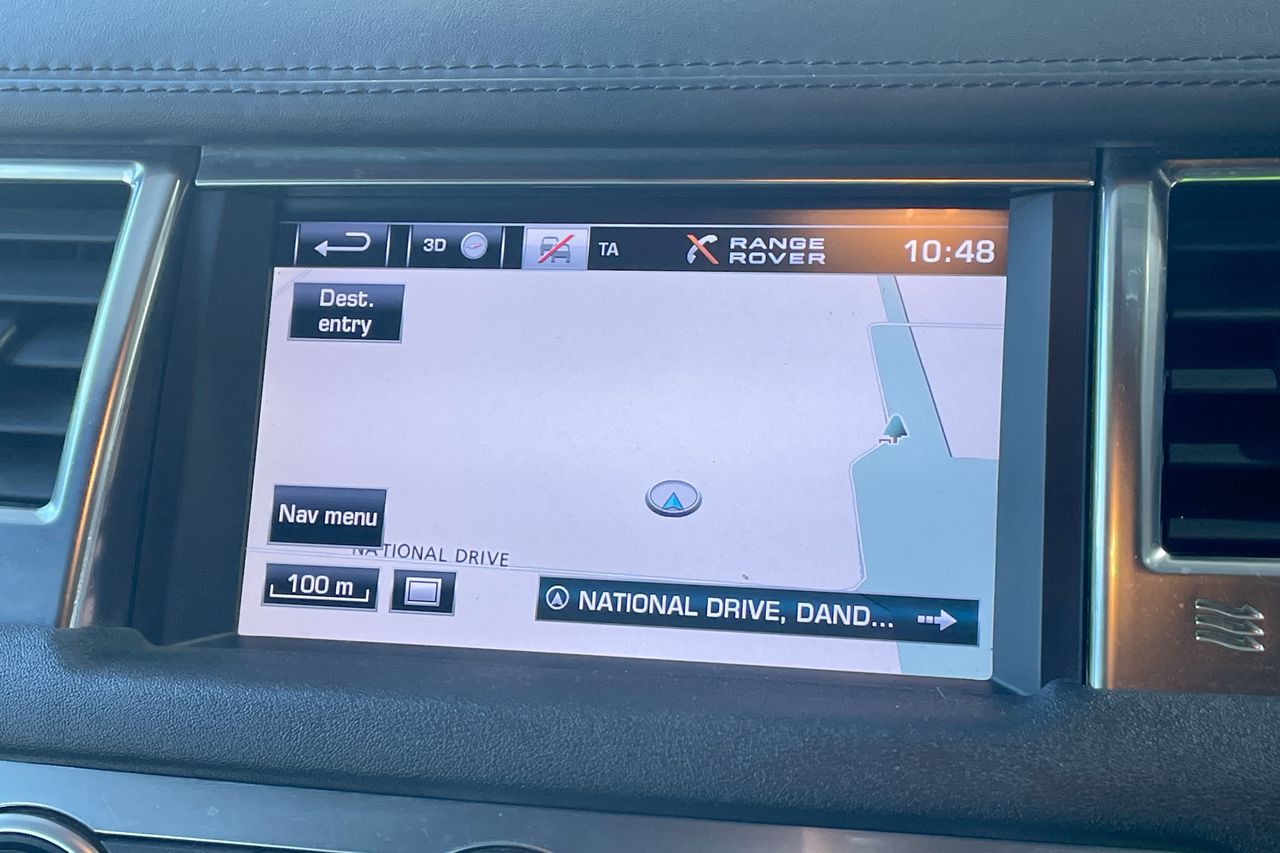 3D
TA
RANGE
ROVER
10:48
Dest.
entry
Nav menu
NATIONAL DRIVE
100 m
NATIONAL DRIVE, DAND...